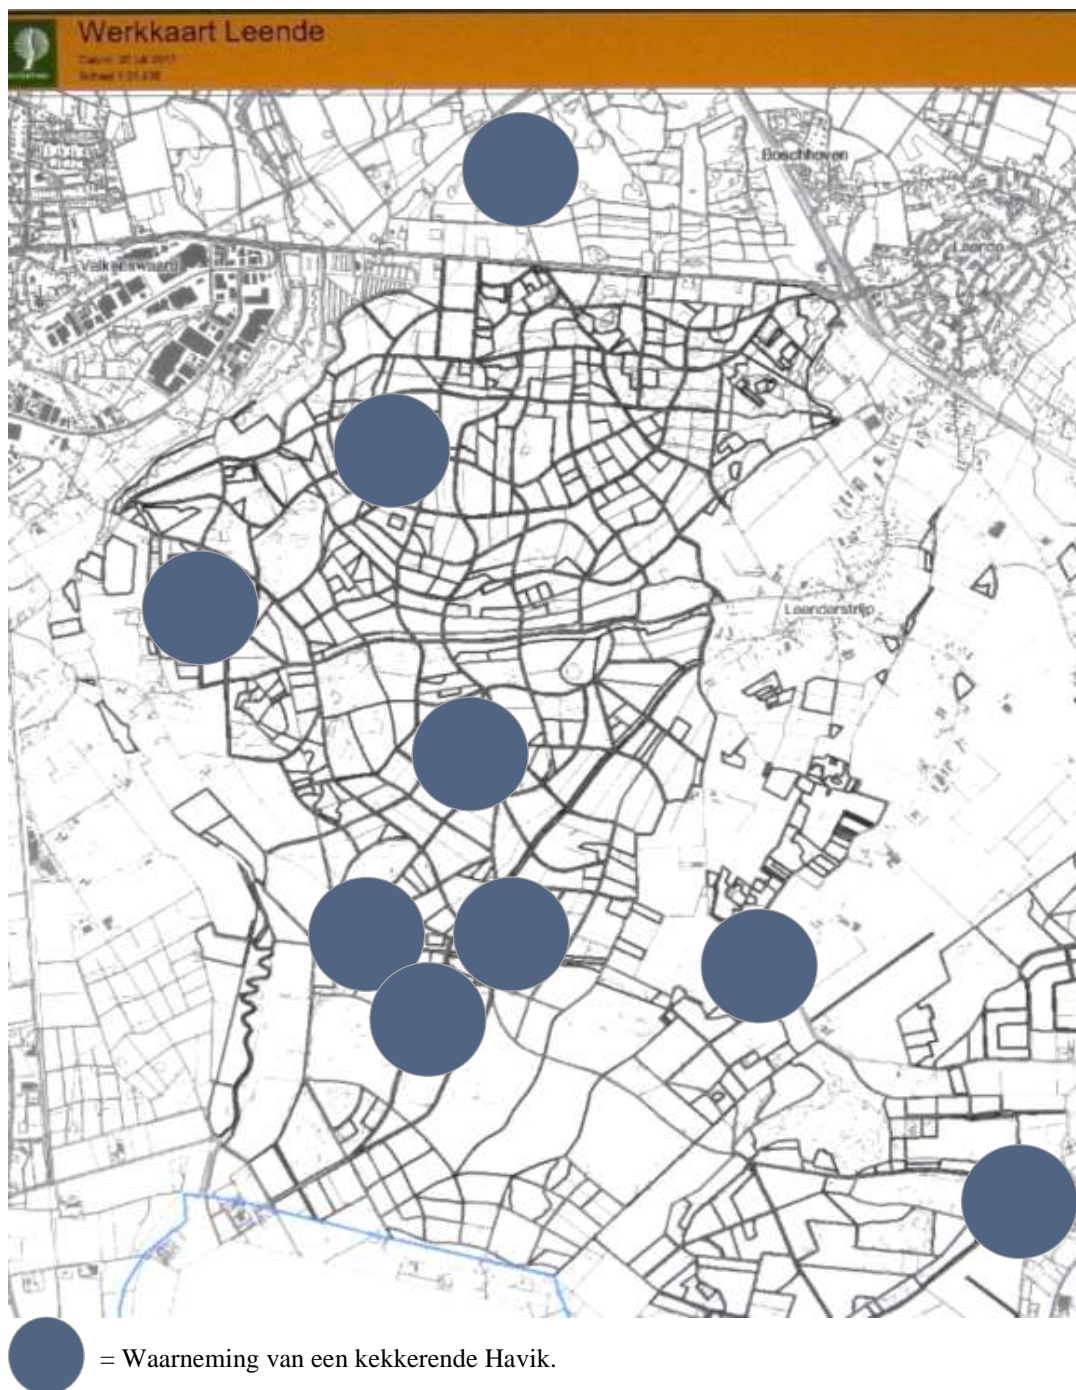 Werkkaart Leende
Boschhoven
Valkenswaard
Leende
Leenderstrijp
= Waarneming van een kekkerende Havik.